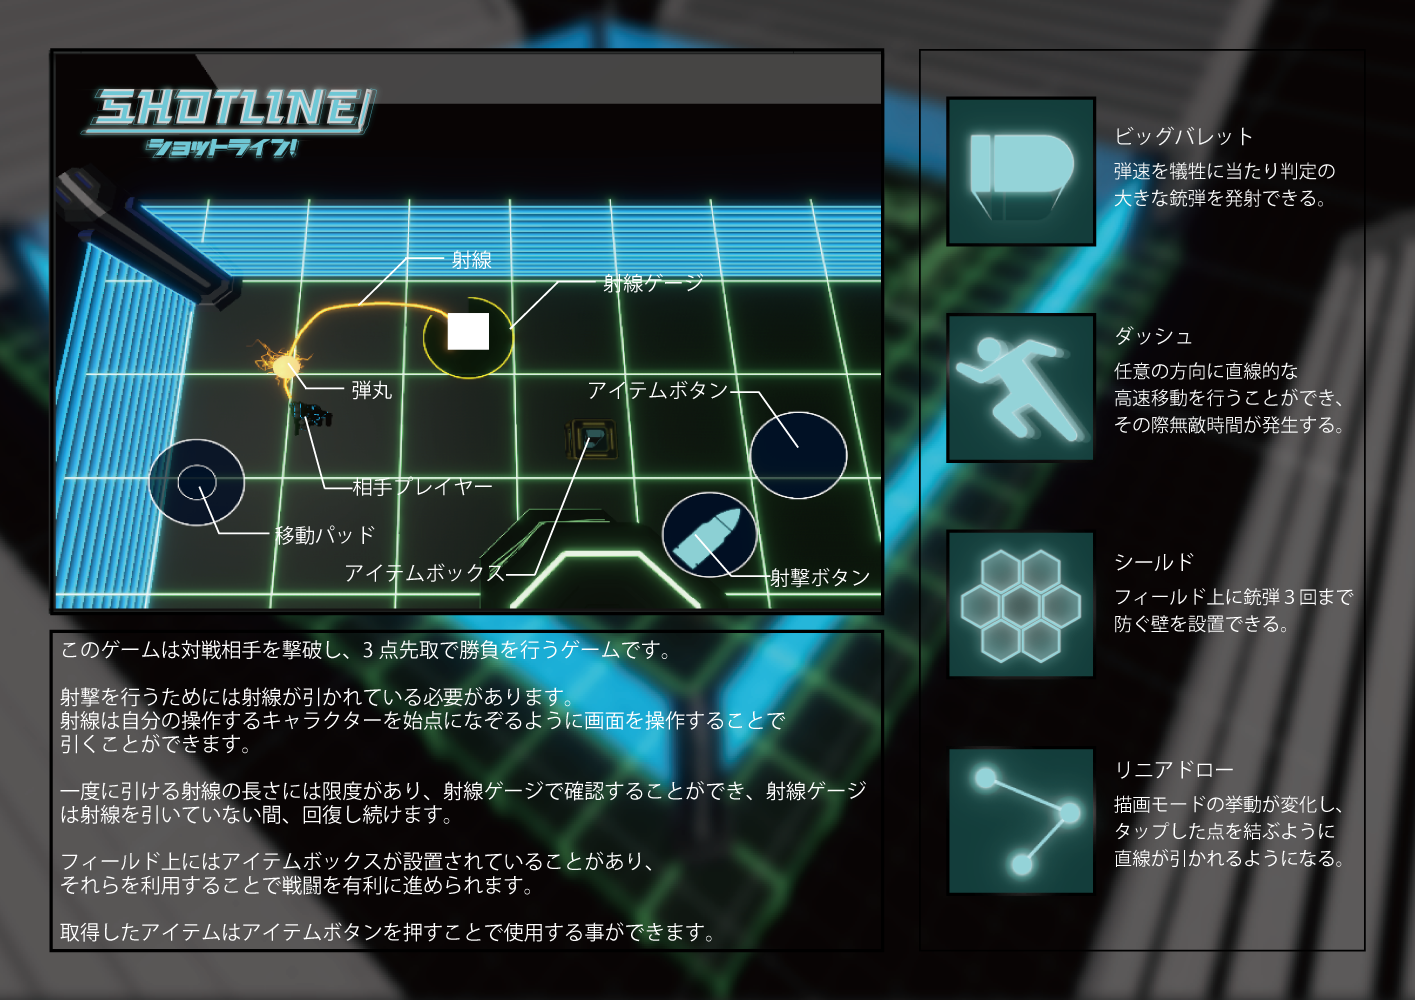 SHOTLINE
ショットライン!
射線
射線ゲージ
弾丸
アイテムボタン
相手プレイヤー
移動パッド
アイテムボックス
射撃ボタン
このゲームは対戦相手を撃破し、3 点先取で勝負を行うゲームです。
射撃を行うためには射線が引かれている必要があります。
射線は自分の操作するキャラクターを始点になぞるように画面を操作することで
引くことができます。
一度に引ける射線の長さには限度があり、射線ゲージで確認することができ、射線ゲージ
は射線を引いていない間、回復し続けます。
フィールド上にはアイテムボックスが設置されていることがあり、
それらを利用することで戦闘を有利に進められます。
取得したアイテムはアイテムボタンを押すことで使用する事ができます。
ビッグバレット
弾速を犠牲に当たり判定の
大きな銃弾を発射できる。
ダッシュ
任意の方向に直線的な
高速移動を行うことができ、
その際無敵時間が発生する。
シールド
フィールド上に銃弾３回まで
防ぐ壁を設置できる。
リニアドロー
描画モードの挙動が変化し、
タップした点を結ぶように
直線が引かれるようになる。